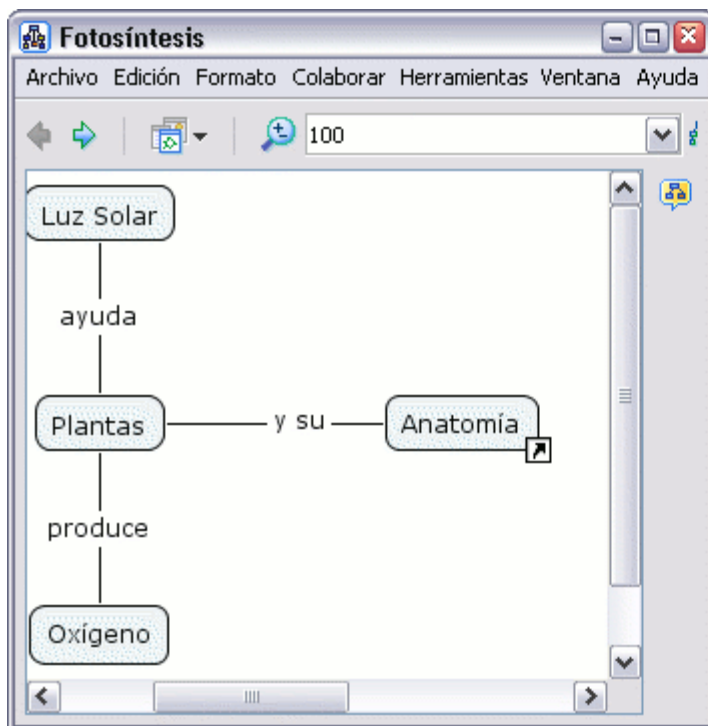 Fotosíntesis
Archivo Edición Formato Colaborar Herramientas Ventana Ayuda
100
Luz Solar
ayuda
Plantas y su Anatomía
produce
Oxígeno